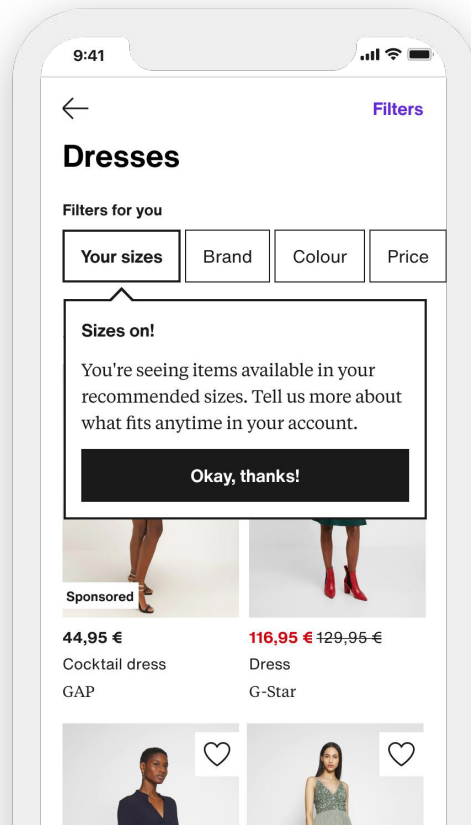 9:41
Filters
Dresses
Filters for you
Your sizes Brand Colour Price
Sizes on!
You're seeing items available in your
recommended sizes. Tell us more about
what fits anytime in your account.
Okay, thanks!
Sponsored
44,95 € 116,95 € 129,95 €
Cocktail dress Dress
GAP G-Star